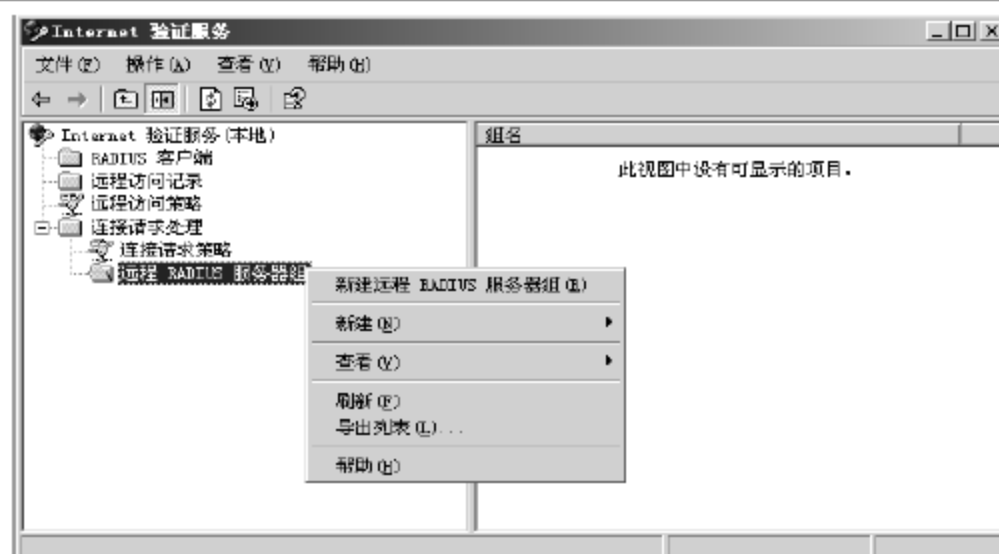 Internet 验证服务
文件(F) 操作(A) 查看(V) 帮助(H)
Internet 验证服务(本地)
RADIUS 客户端
远程访问记录
远程访问策略
连接请求处理
连接请求策略
远程 RADIUS 服务器组
组名
此视图中没有可显示的项目.
新建远程 RADIUS 服务器组(R)
新建(N)
查看(V)
刷新(F)
导出列表(L)...
帮助(H)